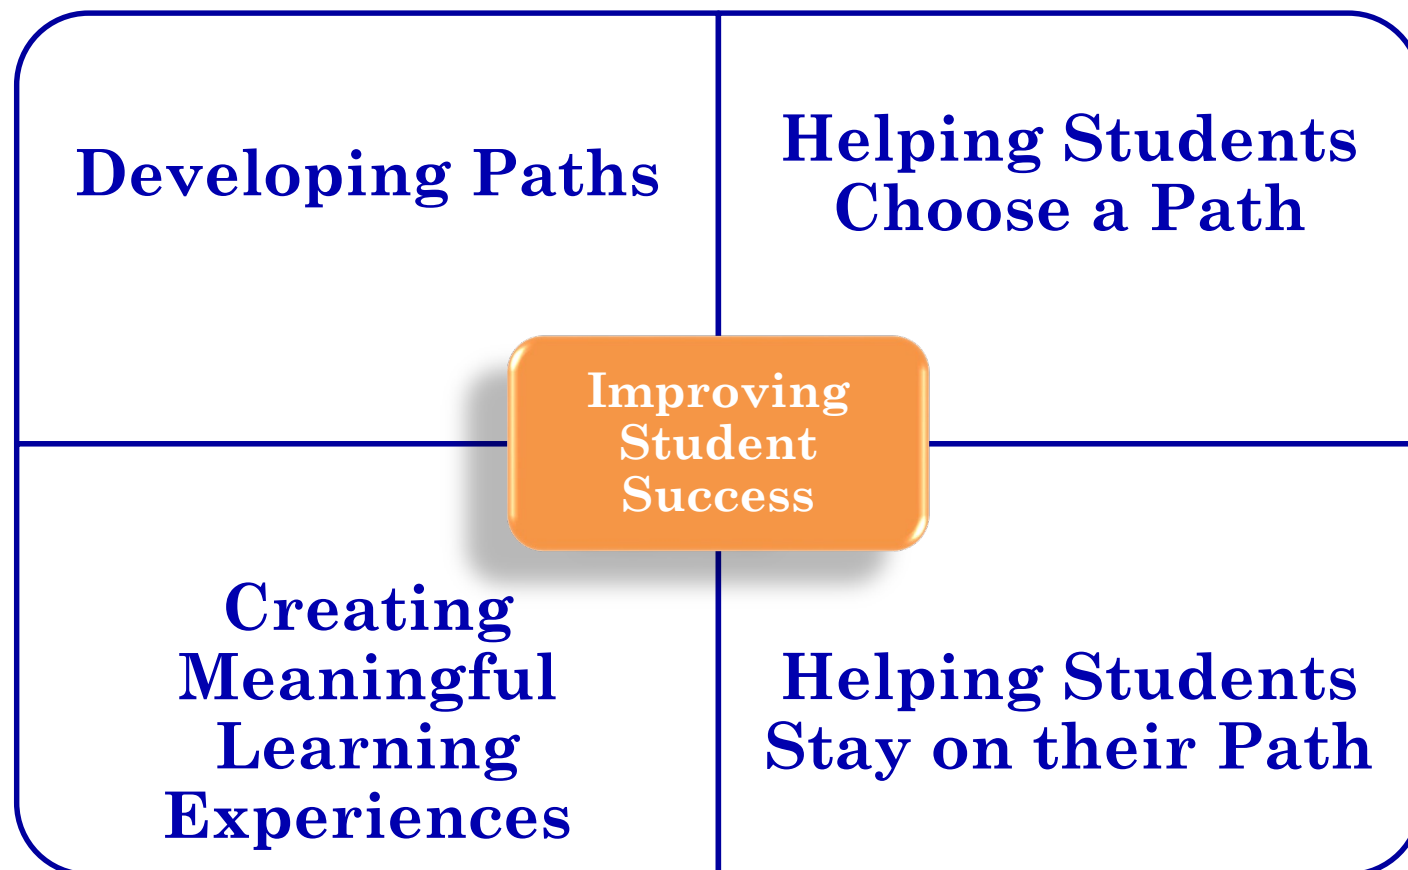 Developing Paths
Helping Students
Choose a Path
Improving
Student
Success
Creating
Meaningful
Learning
Experiences
Helping Students
Stay on their Path